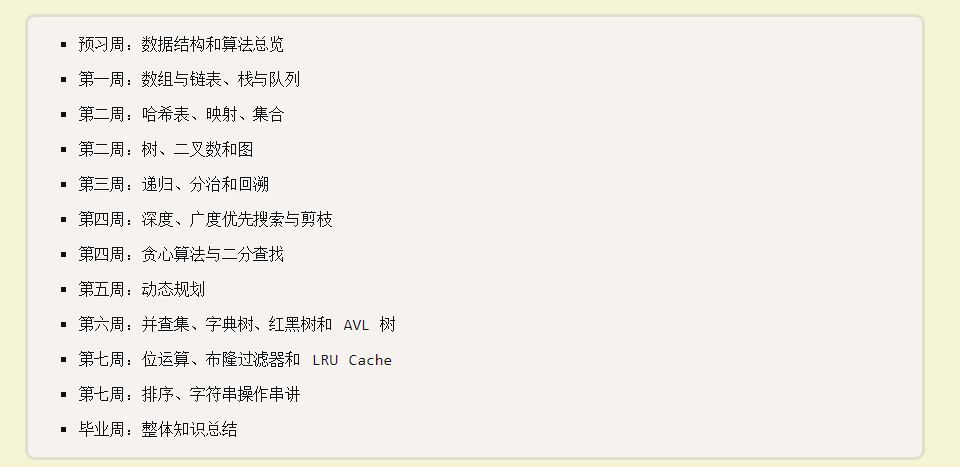 ▪ 预习周：数据结构和算法总览
▪ 第一周：数组与链表、栈与队列
▪ 第二周：哈希表、映射、集合
▪ 第二周：树、二叉数和图
▪ 第三周：递归、分治和回溯
▪ 第四周：深度、广度优先搜索与剪枝
▪ 第四周：贪心算法与二分查找
▪ 第五周：动态规划
▪ 第六周：并查集、字典树、红黑树和 AVL 树
▪ 第七周：位运算、布隆过滤器和 LRU Cache
▪ 第七周：排序、字符串操作串讲
▪ 毕业周：整体知识总结